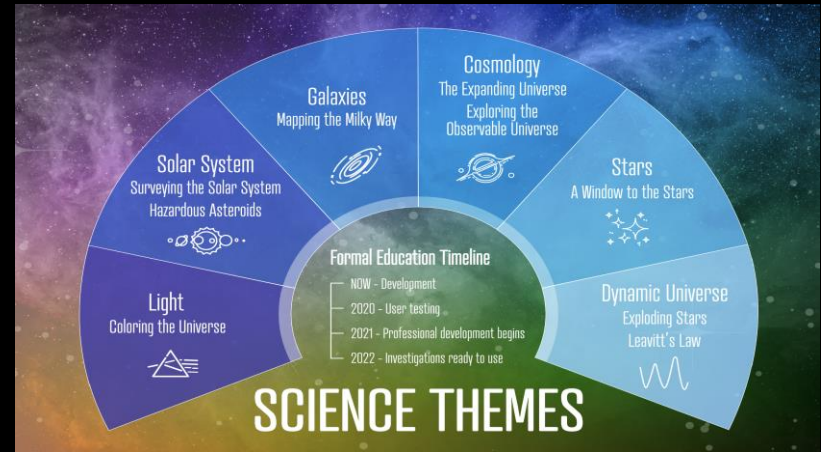 Light
Coloring the Universe
Solar System
Surveying the Solar System
Hazardous Asteroids
Galaxies
Mapping the Milky Way
Cosmology
The Expanding Universe
Exploring the
Observable Universe
Stars
A Window to the Stars
Dynamic Universe
Exploding Stars
Leavitt's Law
Formal Education Timeline
NOW - Development
2020 - User testing
2021 - Professional development begins
2022 - Investigations ready to use
SCIENCE THEMES